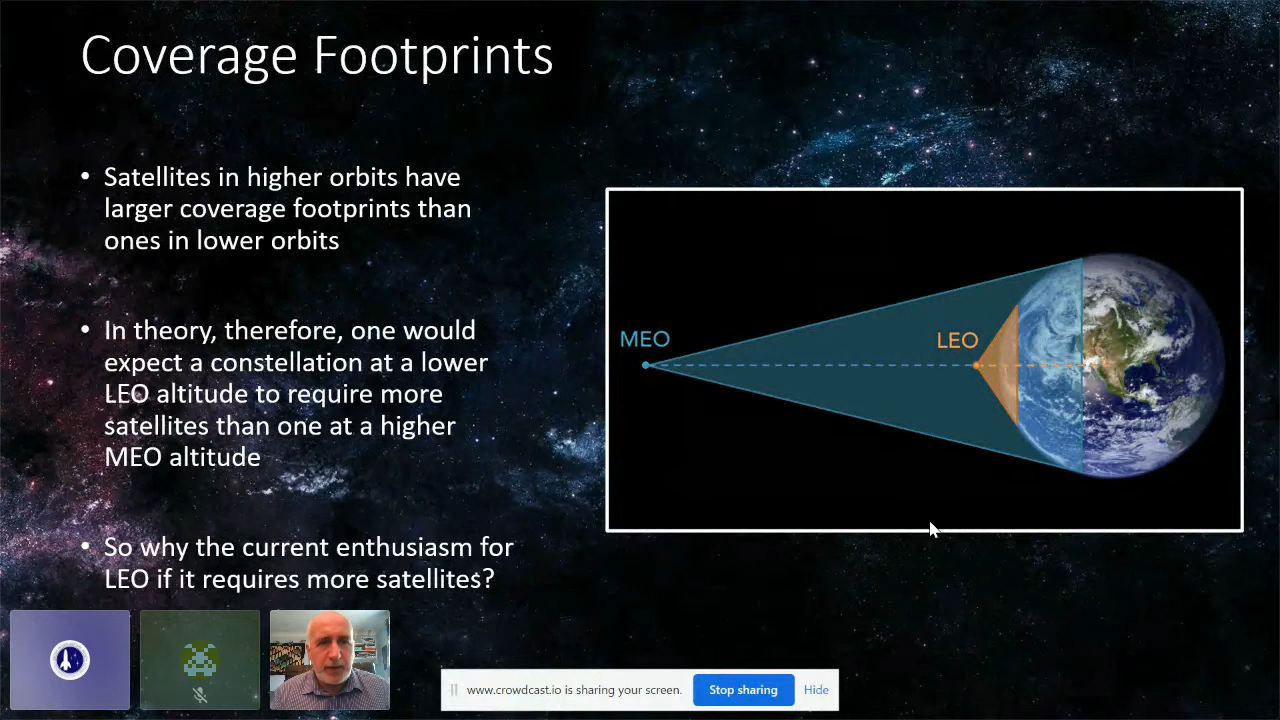 Coverage Footprints
• Satellites in higher orbits have
larger coverage footprints than
ones in lower orbits
• In theory, therefore, one would
expect a constellation at a lower
LEO altitude to require more
satellites than one at a higher
MEO altitude
• So why the current enthusiasm for
LEO if it requires more satellites?
MEO
LEO
www.crowdcast.io is sharing your screen.
Stop sharing
Hide